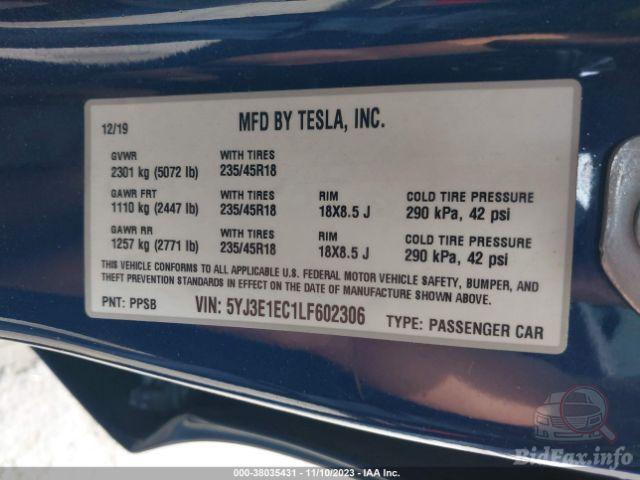 12/19 MFD BY TESLA, INC.
GVWR WITH TIRES
2301 kg (5072 lb) 235/45R18
GAWR FRT WITH TIRES RIM COLD TIRE PRESSURE
1110 kg (2447 lb) 235/45R18 18X8.5 J 290 kPa, 42 psi
GAWR RR WITH TIRES RIM COLD TIRE PRESSURE
1257 kg (2771 lb) 235/45R18 18X8.5 J 290 kPa, 42 psi
THIS VEHICLE CONFORMS TO ALL APPLICABLE U.S. FEDERAL MOTOR VEHICLE SAFETY, BUMPER, AND
THEFT PREVENTION STANDARDS IN EFFECT ON THE DATE OF MANUFACTURE SHOWN ABOVE.
PNT: PPSB VIN: 5YJ3E1EC1LF602306 TYPE: PASSENGER CAR
BidFax.info
000-38035431 - 11/10/2023 - IAA Inc.